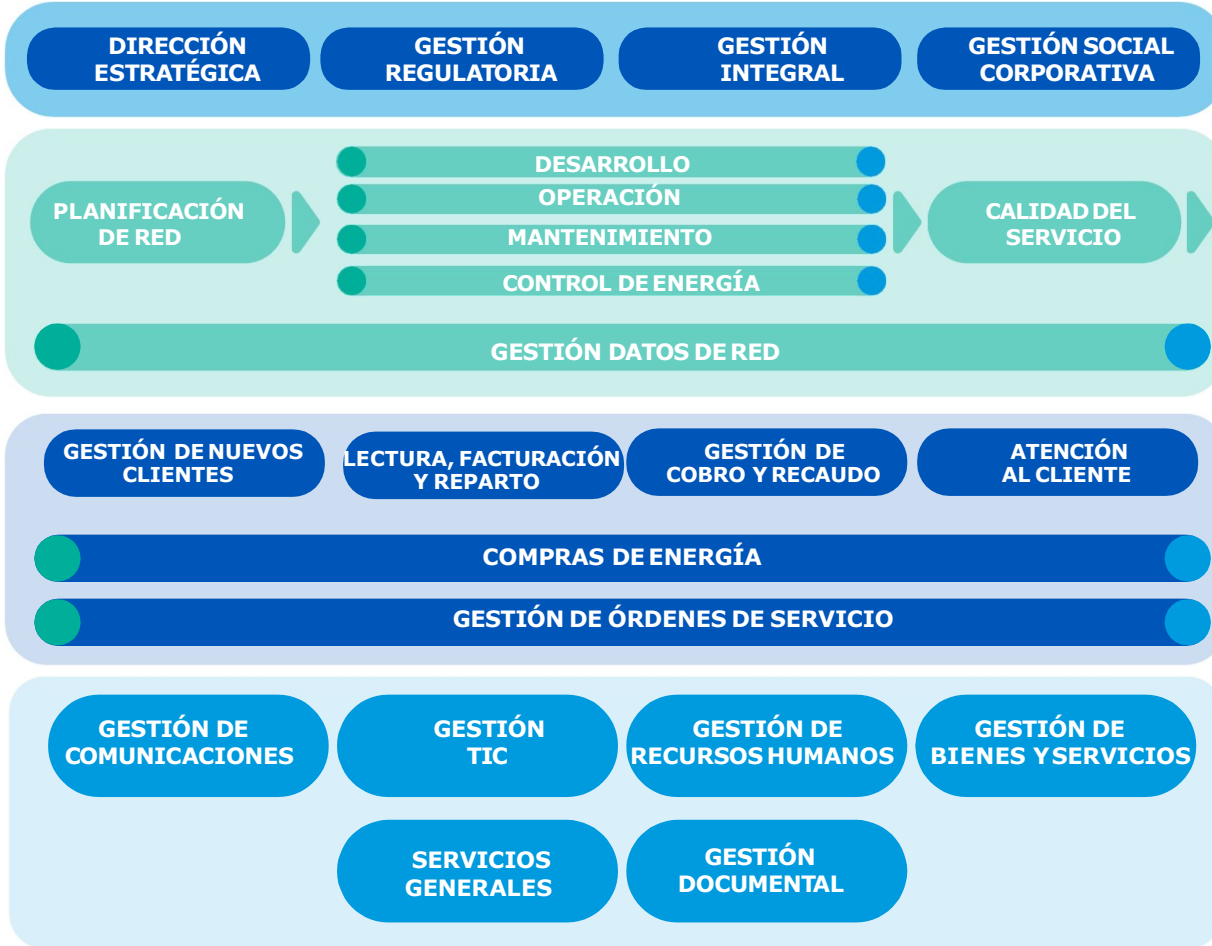 DIRECCIÓN
ESTRATÉGICA
GESTIÓN
REGULATORIA
GESTIÓN
INTEGRAL
GESTIÓN SOCIAL
CORPORATIVA
PLANIFICACIÓN
DE RED
DESARROLLO
OPERACIÓN
MANTENIMIENTO
CONTROL DE ENERGÍA
CALIDAD DEL
SERVICIO
GESTIÓN DATOS DE RED
GESTIÓN DE NUEVOS
CLIENTES
LECTURA, FACTURACIÓN
Y REPARTO
GESTIÓN DE
COBRO Y RECAUDO
ATENCIÓN
AL CLIENTE
COMPRAS DE ENERGÍA
GESTIÓN DE ÓRDENES DE SERVICIO
GESTIÓN DE
COMUNICACIONES
GESTIÓN
TIC
GESTIÓN DE
RECURSOS HUMANOS
GESTIÓN DE
BIENES Y SERVICIOS
SERVICIOS
GENERALES
GESTIÓN
DOCUMENTAL